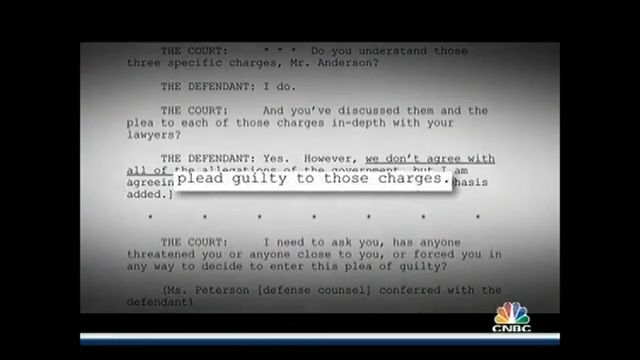 THE COURT: * * * Do you understand those
three specific charges, Mr. Anderson?
THE DEFENDANT: I do.
THE COURT: And you've discussed them and the
plea to each of those charges in-depth with your
lawyers?
THE DEFENDANT: Yes. However, we don't agree with
all of the allegations of the government, but I am
agreein
plead guilty to those charges.
hasis
added.]
* * * * * * *
THE COURT: I need to ask you, has anyone
threatened you or anyone close to you, or forced you in
any way to decide to enter this plea of guilty?
(Ms. Peterson [defense counsel] conferred with the
defendant)
CNBC